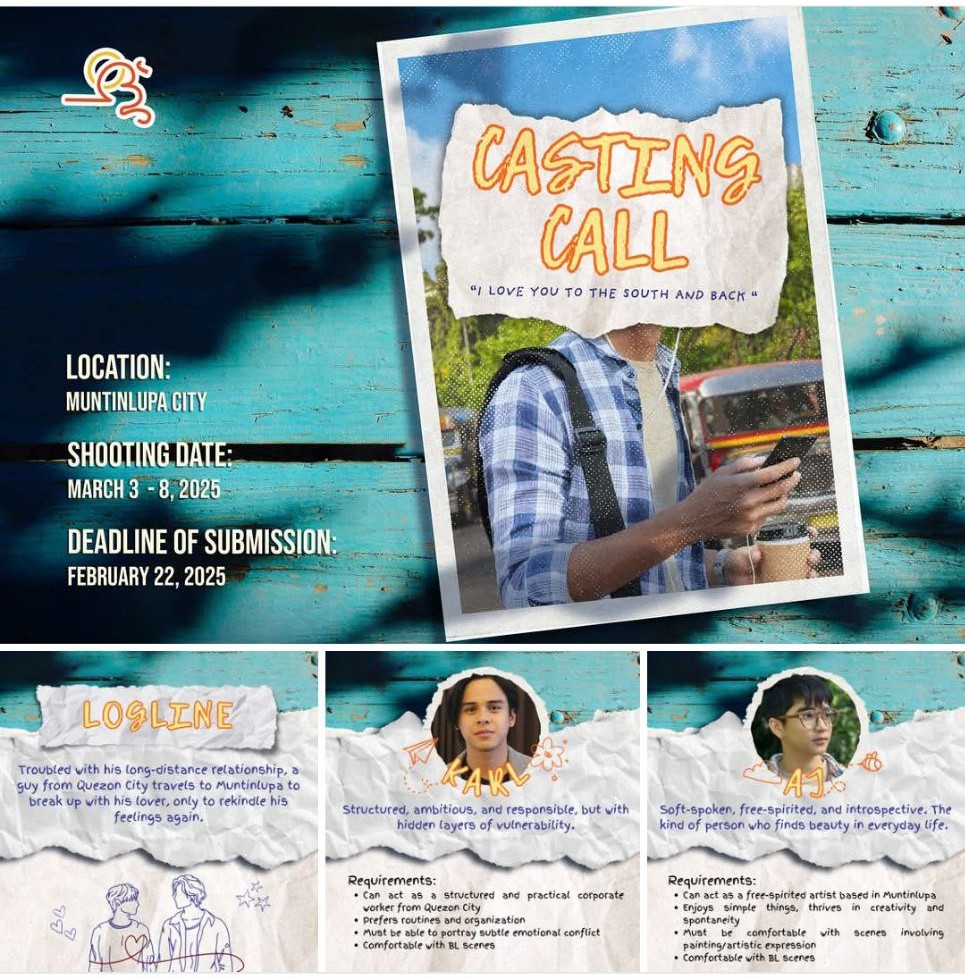 CASTING
CALL
"I LOVE YOU TO THE SOUTH AND BACK "
LOCATION:
MUNTINLUPA CITY
SHOOTING DATE:
MARCH 3 - 8, 2025
DEADLINE OF SUBMISSION:
FEBRUARY 22, 2025
LOGLINE
Troubled with his long-distance relationship, a
guy from Quezon City travels to Muntinlupa to
break up with his lover, only to rekindle his
feelings again.
KARL
Structured, ambitious, and responsible, but with
hidden layers of vulnerability.
Requirements:
• Can act as a structured and practical corporate
worker from Quezon City
• Prefers routines and organization
• Must be able to portray subtle emotional conflict
• Comfortable with BL scenes
AJ
Soft-spoken, free-spirited, and introspective. The
kind of person who finds beauty in everyday life.
Requirements:
• Can act as a free-spirited artist based in Muntinlupa
• Enjoys simple things, thrives in creativity and
spontaneity
• Must be comfortable with scenes involving
painting/artistic expression
• Comfortable with BL scenes